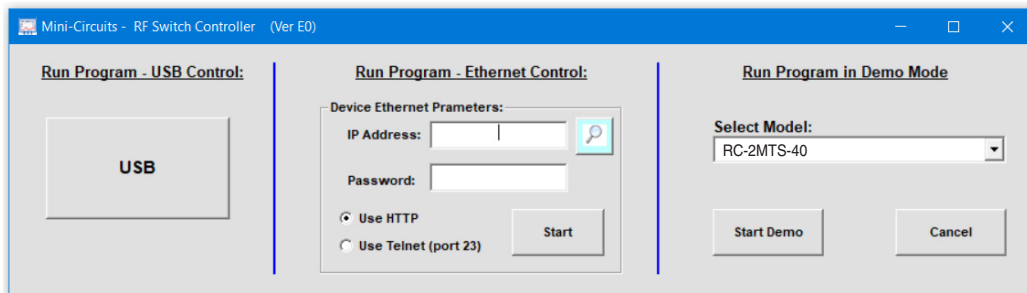 Mini-Circuits - RF Switch Controller (Ver E0)
Run Program - USB Control:
USB
Run Program - Ethernet Control:
Device Ethernet Prameters:
IP Address:
Password:
Use HTTP
Use Telnet (port 23)
Start
Run Program in Demo Mode
Select Model:
RC-2MTS-40
Start Demo
Cancel